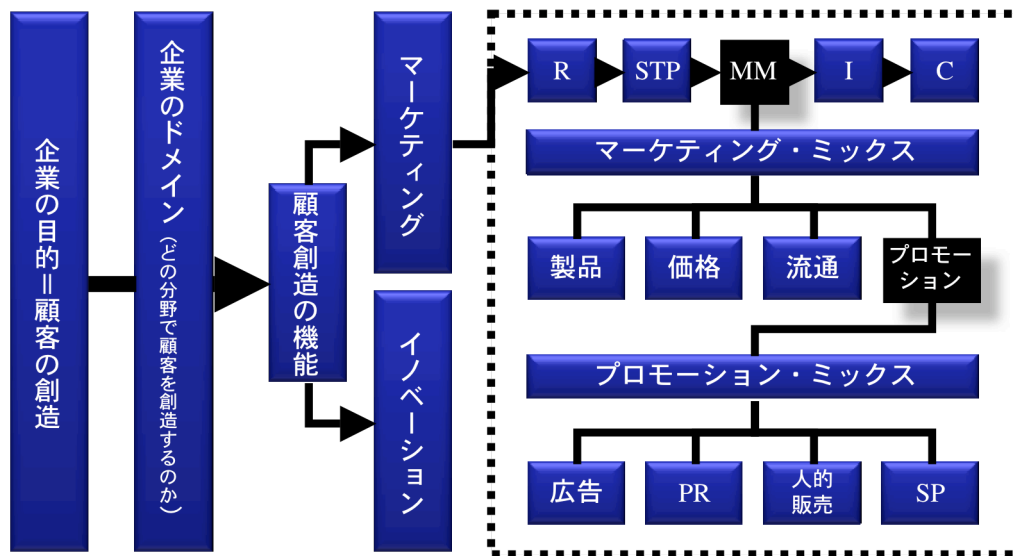 企業の目的＝顧客の創造
企業のドメイン（どの分野で顧客を創造するのか）
顧客創造の機能
マーケティング
イノベーション
R
STP
MM
I
C
マーケティング・ミックス
製品
価格
流通
プロモー
ション
プロモーション・ミックス
広告
PR
人的
販売
SP